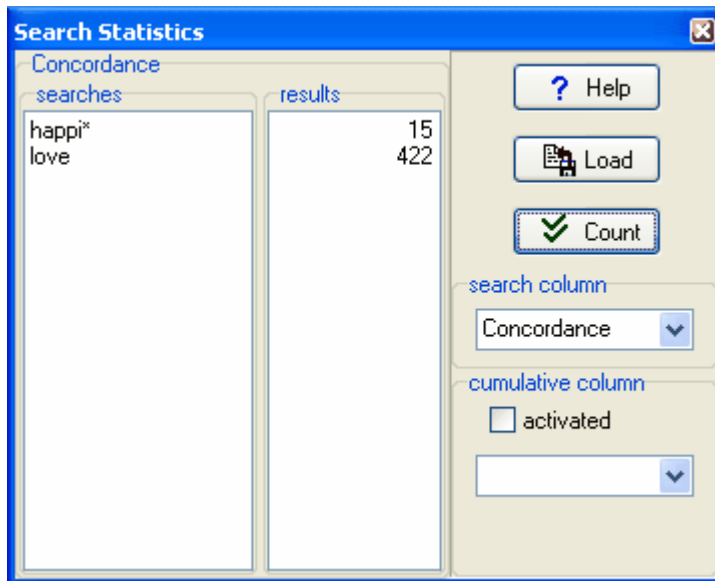 Search Statistics
Concordance
searches
results
happi* 15
love 422
? Help
Load
Count
search column
Concordance
cumulative column
activated